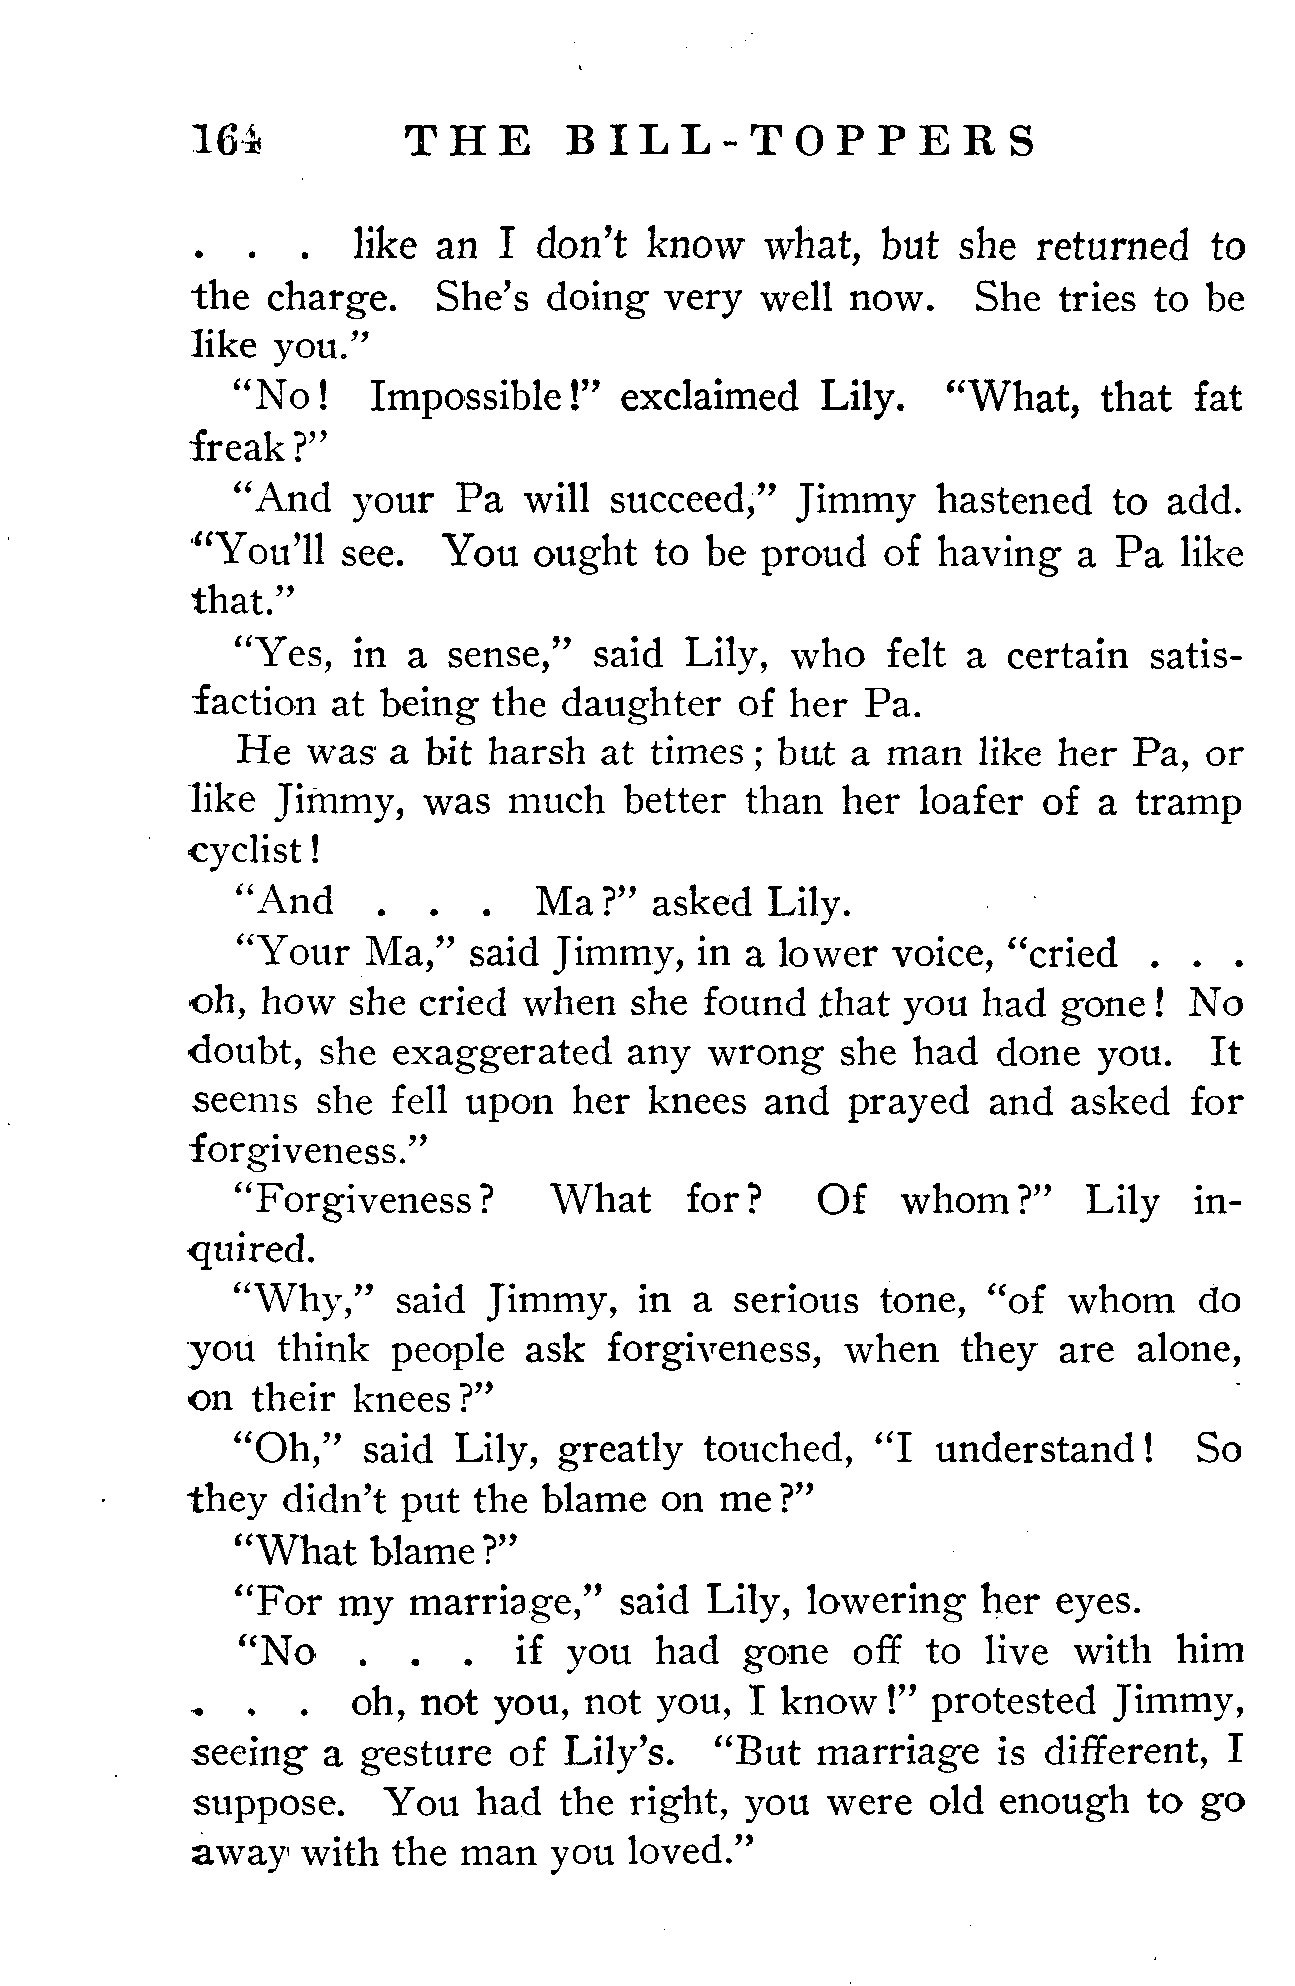 164 THE BILL-TOPPERS
. . . like an I don't know what, but she returned to
the charge. She's doing very well now. She tries to be
like you."
"No! Impossible!" exclaimed Lily. "What, that fat
freak?"
"And your Pa will succeed," Jimmy hastened to add.
"You'll see. You ought to be proud of having a Pa like
that."
"Yes, in a sense," said Lily, who felt a certain satis-
faction at being the daughter of her Pa.
He was a bit harsh at times; but a man like her Pa, or
like Jimmy, was much better than her loafer of a tramp
cyclist!
"And . . . Ma?" asked Lily.
"Your Ma," said Jimmy, in a lower voice, "cried . . .
oh, how she cried when she found that you had gone! No
doubt, she exaggerated any wrong she had done you. It
seems she fell upon her knees and prayed and asked for
forgiveness."
"Forgiveness? What for? Of whom?" Lily in-
quired.
"Why," said Jimmy, in a serious tone, "of whom do
you think people ask forgiveness, when they are alone,
on their knees?"
"Oh," said Lily, greatly touched, "I understand! So
they didn't put the blame on me?"
"What blame?"
"For my marriage," said Lily, lowering her eyes.
"No . . . if you had gone off to live with him
. . . oh, not you, not you, I know!" protested Jimmy,
seeing a gesture of Lily's. "But marriage is different, I
suppose. You had the right, you were old enough to go
away with the man you loved."